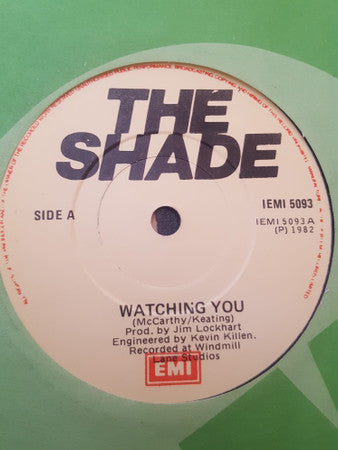 THE
SHADE
SIDE A
IEMI 5093
IEMI 5093 A
(P) 1982
WATCHING YOU
(McCarthy/Keating)
Prod. by Jim Lockhart
Engineered by Kevin Killen.
Recorded at Windmill
Lane Studios
EMI